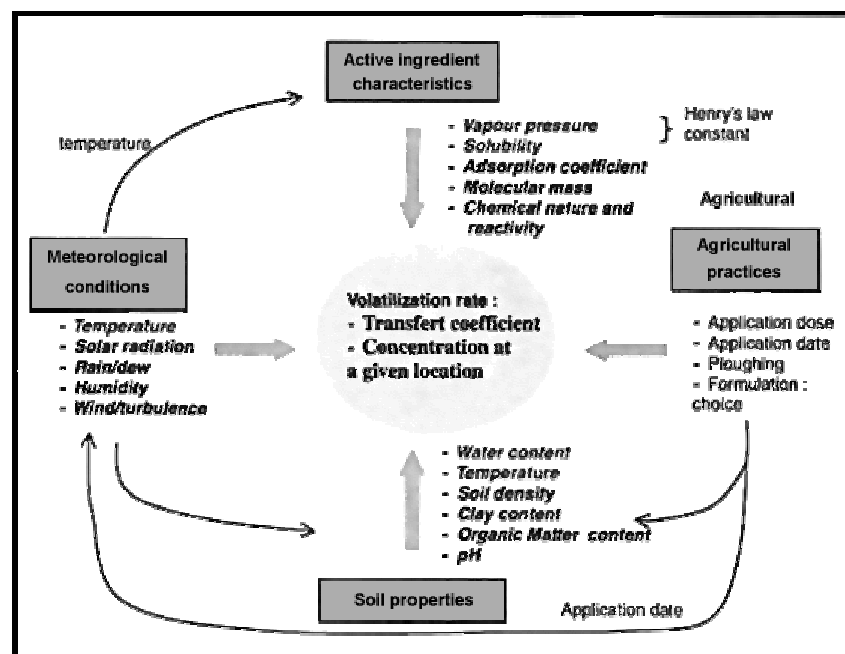 Active ingredient
characteristics
temperature
- Vapour pressure
- Solubility
- Adsorption coefficient
- Molecular mass
- Chemical nature and
reactivity
Henry's law
constant
Agricultural
Meteorological
conditions
Agricultural
practices
- Temperature
- Solar radiation
- Rain/dew
- Humidity
- Wind/turbulence
Volatilization rate :
- Transfert coefficient
- Concentration at
a given location
- Application dose
- Application date
- Ploughing
- Formulation :
choice
- Water content
- Temperature
- Soil density
- Clay content
- Organic Matter content
- pH
Soil properties
Application date